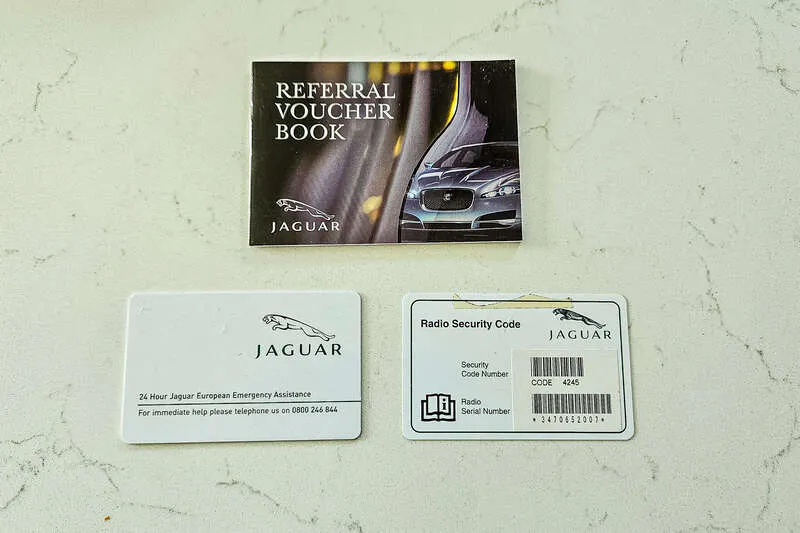 REFERRAL
VOUCHER
BOOK
JAGUAR
JAGUAR
24 Hour Jaguar European Emergency Assistance
For immediate help please telephone us on 0800 246 844
Radio Security Code
JAGUAR
Security
Code Number
CODE 4245
Radio
Serial Number
*3470652007*